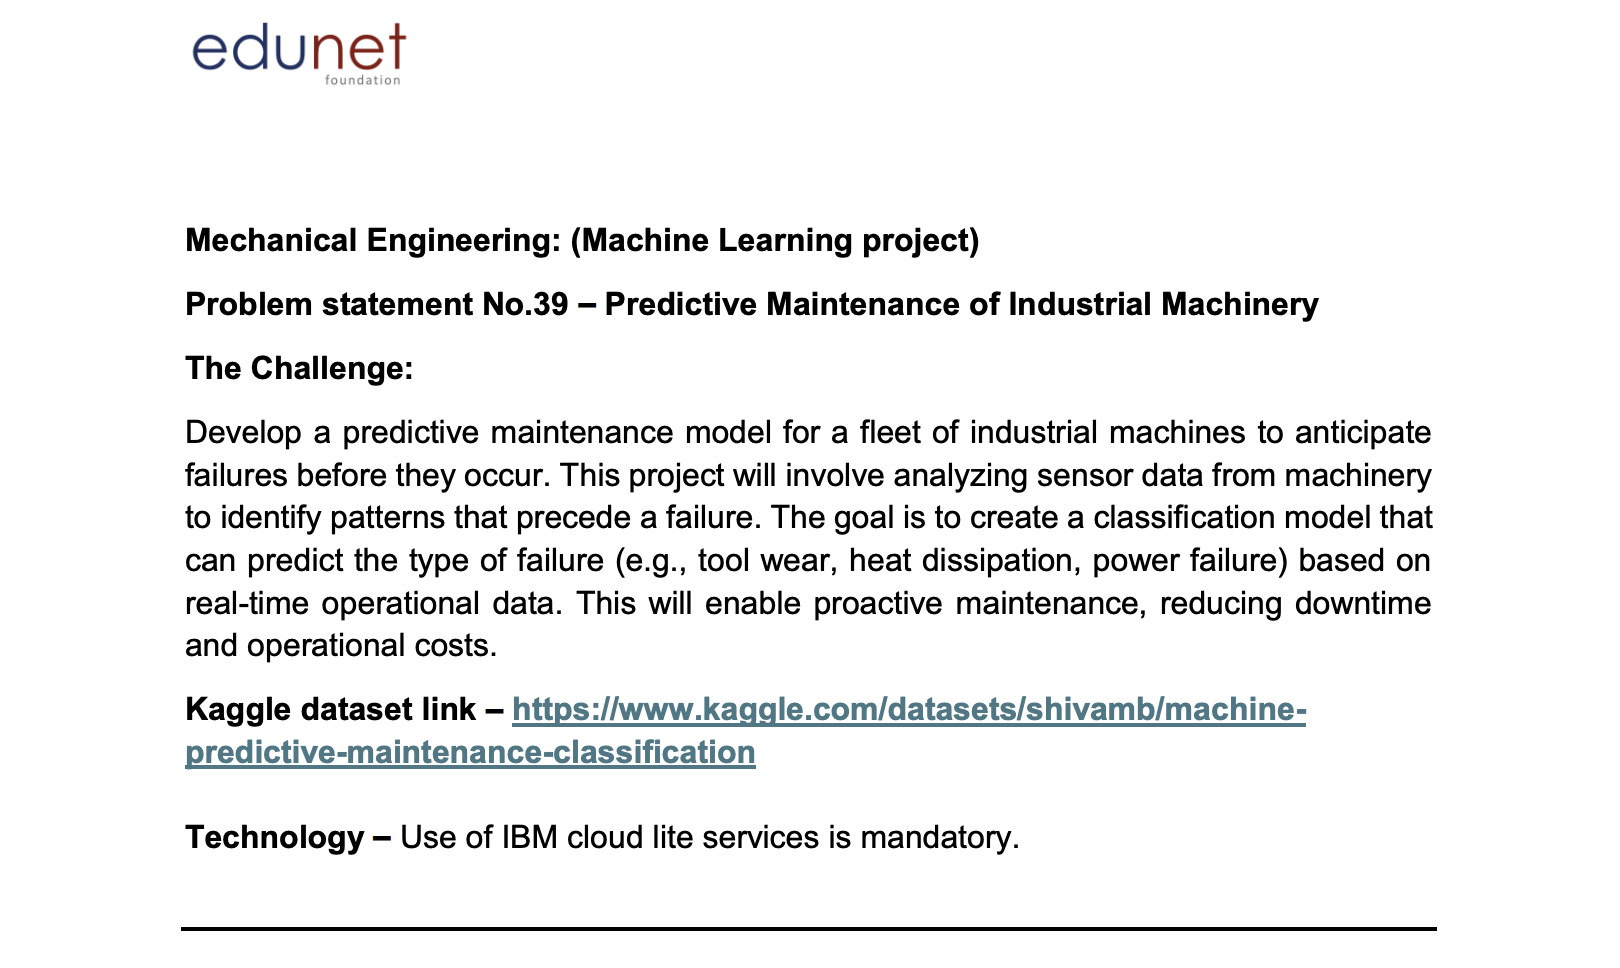 edunet
foundation
Mechanical Engineering: (Machine Learning project)
Problem statement No.39 – Predictive Maintenance of Industrial Machinery
The Challenge:
Develop a predictive maintenance model for a fleet of industrial machines to anticipate
failures before they occur. This project will involve analyzing sensor data from machinery
to identify patterns that precede a failure. The goal is to create a classification model that
can predict the type of failure (e.g., tool wear, heat dissipation, power failure) based on
real-time operational data. This will enable proactive maintenance, reducing downtime
and operational costs.
Kaggle dataset link – https://www.kaggle.com/datasets/shivamb/machine-
predictive-maintenance-classification
Technology – Use of IBM cloud lite services is mandatory.